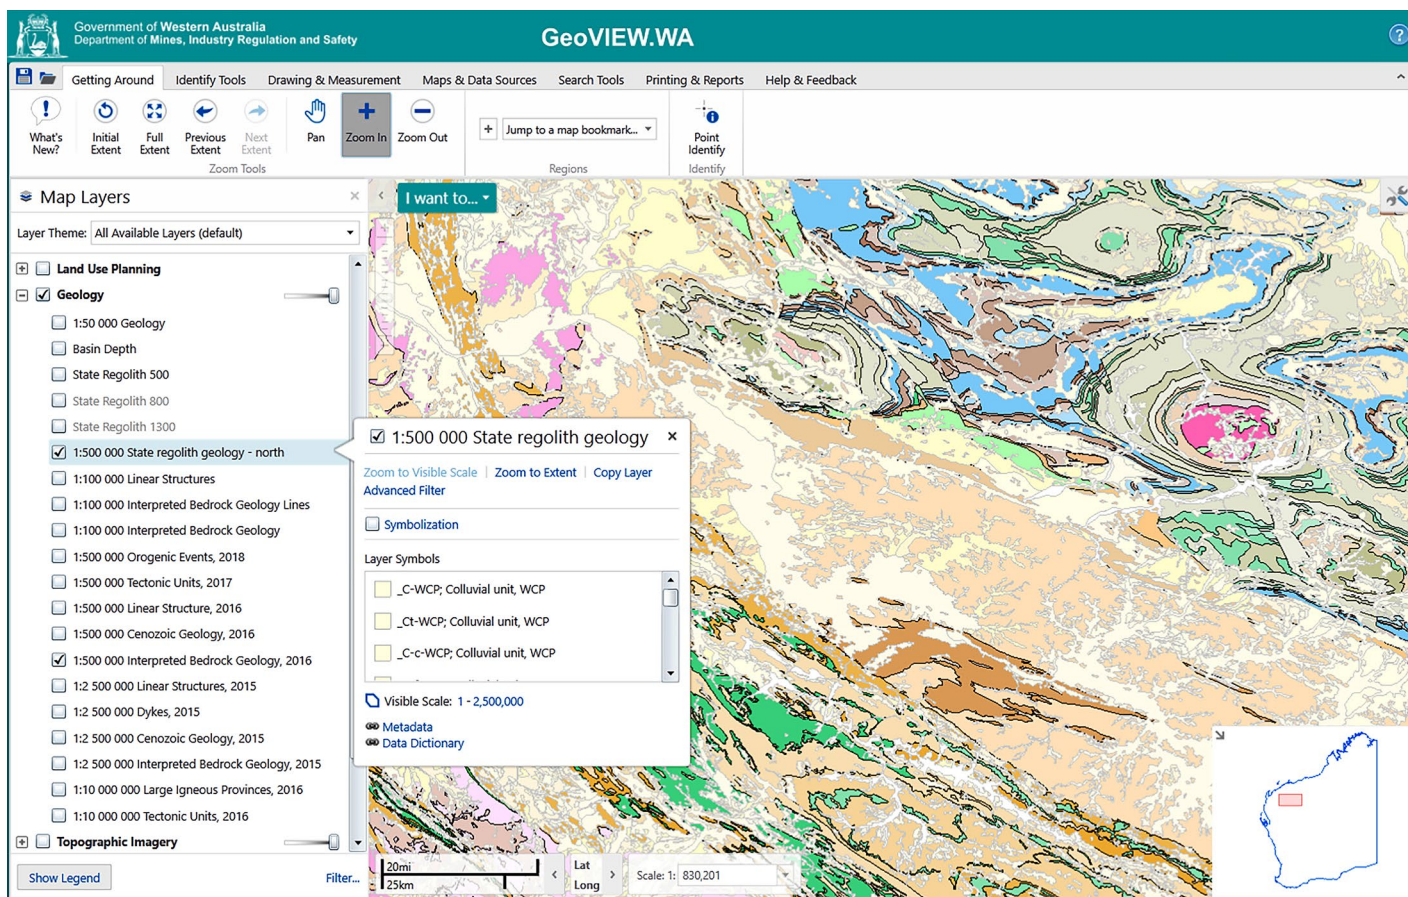 Government of Western Australia
Department of Mines, Industry Regulation and Safety
GeoVIEW.WA
?
Getting Around
Identify Tools
Drawing & Measurement
Maps & Data Sources
Search Tools
Printing & Reports
Help & Feedback
What's
New?
Initial
Extent
Full
Extent
Previous
Extent
Next
Extent
Pan
Zoom In
Zoom Out
Jump to a map bookmark...
Point
Identify
Zoom Tools
Regions
Identify
Map Layers
I want to...
Layer Theme: All Available Layers (default)
Land Use Planning
Geology
1:50 000 Geology
Basin Depth
State Regolith 500
State Regolith 800
State Regolith 1300
1:500 000 State regolith geology - north
1:100 000 Linear Structures
1:100 000 Interpreted Bedrock Geology Lines
1:100 000 Interpreted Bedrock Geology
1:500 000 Orogenic Events, 2018
1:500 000 Tectonic Units, 2017
1:500 000 Linear Structure, 2016
1:500 000 Cenozoic Geology, 2016
1:500 000 Interpreted Bedrock Geology, 2016
1:2 500 000 Linear Structures, 2015
1:2 500 000 Dykes, 2015
1:2 500 000 Cenozoic Geology, 2015
1:2 500 000 Interpreted Bedrock Geology, 2015
1:10 000 000 Large Igneous Provinces, 2016
1:10 000 000 Tectonic Units, 2016
Topographic Imagery
Show Legend
Filter...
1:500 000 State regolith geology
Zoom to Visible Scale | Zoom to Extent | Copy Layer
Advanced Filter
Symbolization
Layer Symbols
_C-WCP; Colluvial unit, WCP
_Ct-WCP; Colluvial unit, WCP
_C-c-WCP; Colluvial unit, WCP
Visible Scale: 1 - 2,500,000
Metadata
Data Dictionary
20mi
25km
Lat
Long
Scale: 1: 830,201